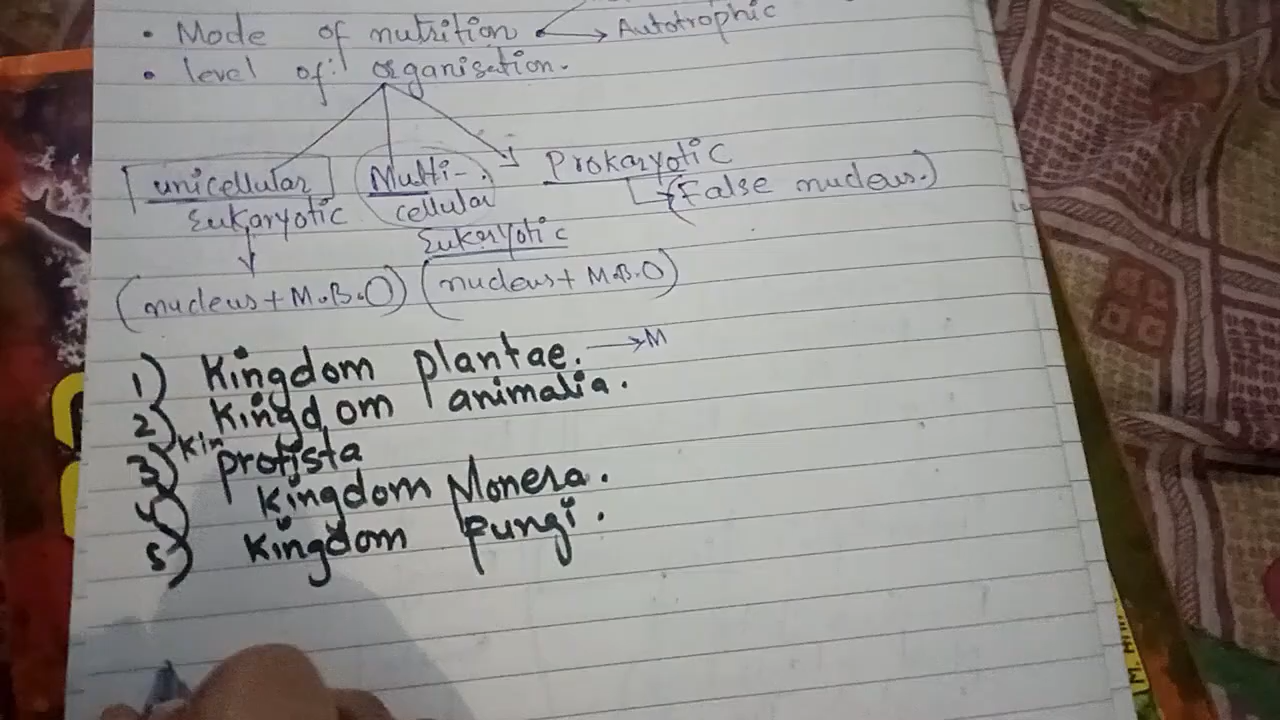 • Mode of nutrition → Autotrophic
• level of organisation.
unicellular Multi- Prokaryotic
Eukaryotic cellular (False nucleus.)
Eukaryotic
(nucleus + M.B.O) (nucleus + M.B.O)
1) Kingdom plantae. → M
2) Kingdom animalia.
3) Kin protista
4) Kingdom Monera.
5) Kingdom Fungi.